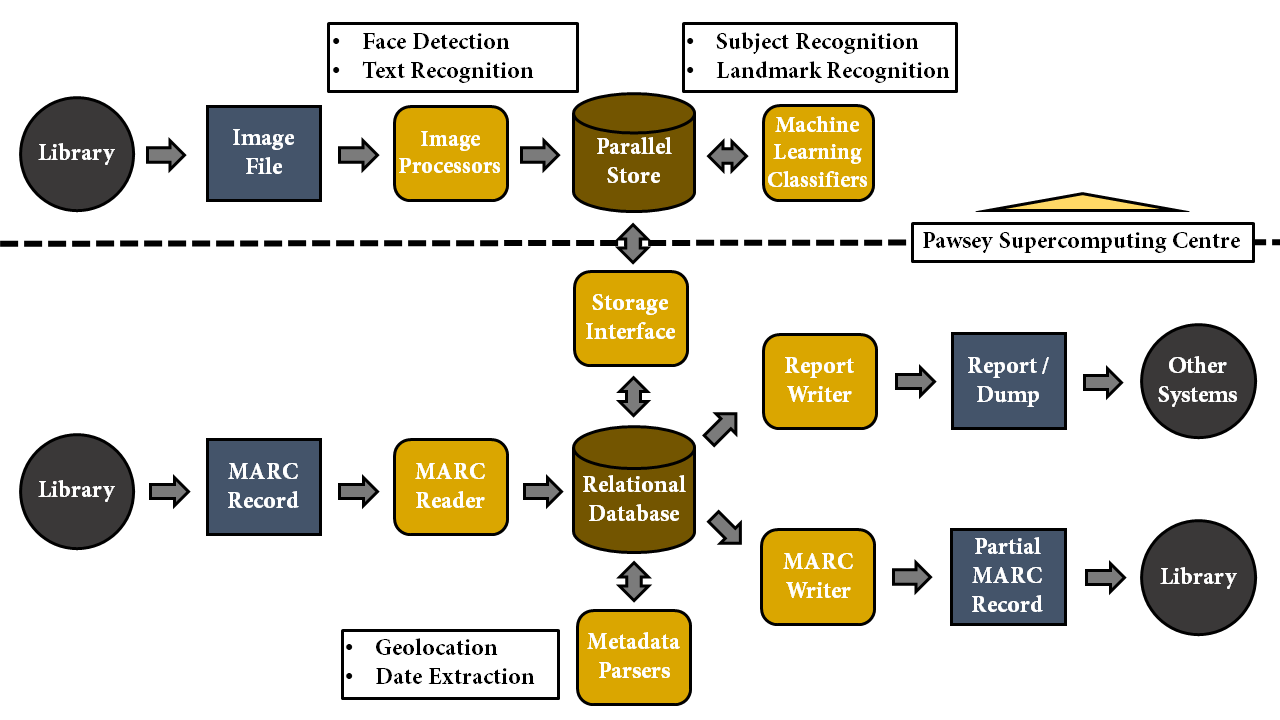 • Face Detection
• Text Recognition
• Subject Recognition
• Landmark Recognition
Library
Image
File
Image
Processors
Parallel
Store
Machine
Learning
Classifiers
Pawsey Supercomputing Centre
Storage
Interface
Report
Writer
Report /
Dump
Other
Systems
Library
MARC
Record
MARC
Reader
Relational
Database
MARC
Writer
Partial
MARC
Record
Library
• Geolocation
• Date Extraction
Metadata
Parsers